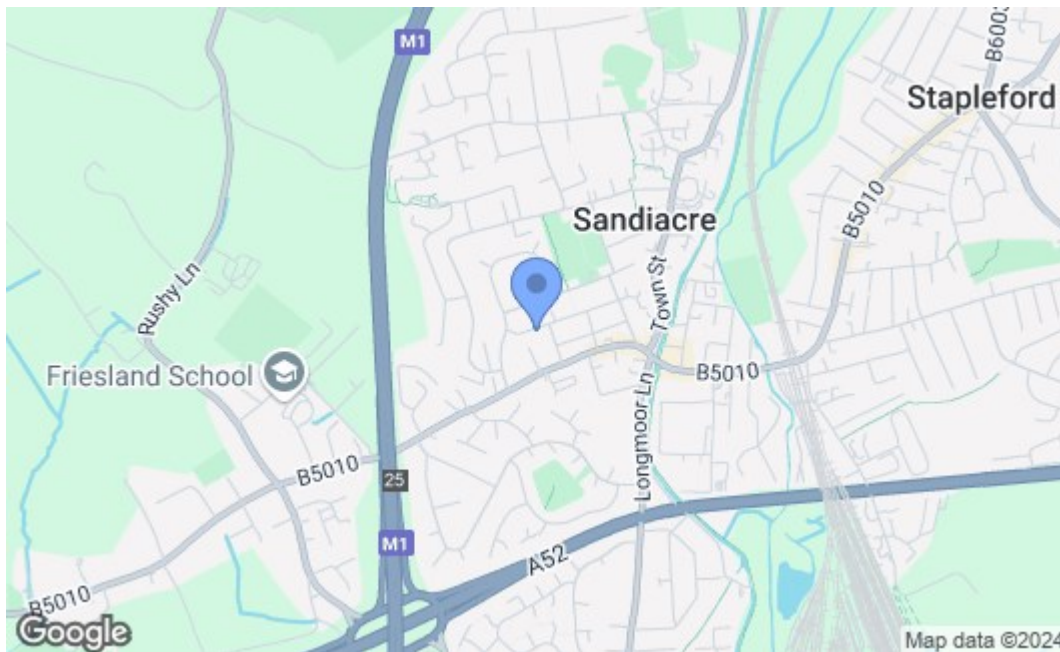 M1
B6003
Stapleford
B5010
Sandiacre
Town St
Rushy Ln
Friesland School
B5010
Longmoor Ln
B5010
25
M1
A52
B5010
Google
Map data ©2024